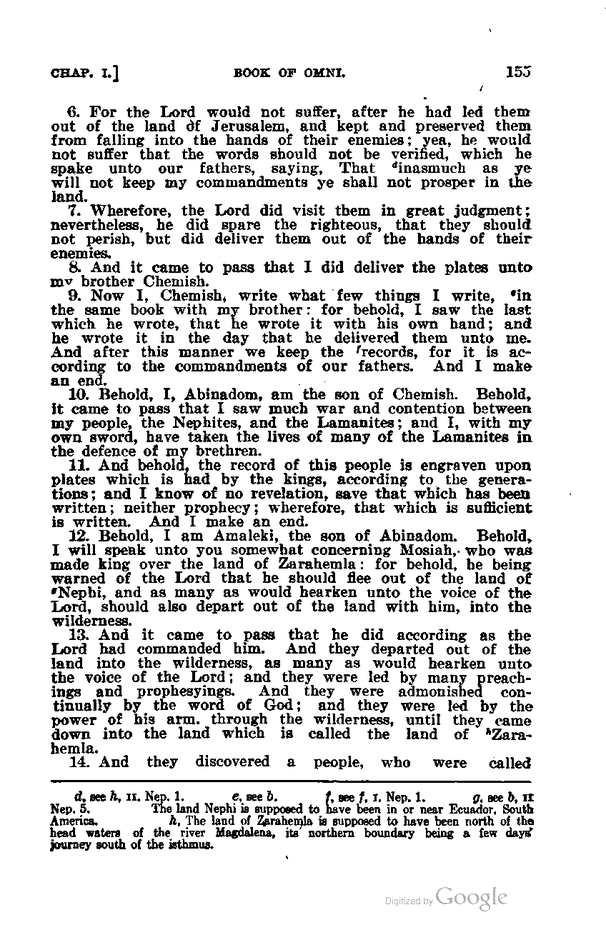 CHAP. I.] BOOK OF OMNI. 155
6. For the Lord would not suffer, after he had led them
out of the land of Jerusalem, and kept and preserved them
from falling into the hands of their enemies; yea, he would
not suffer that the words should not be verified, which he
spake unto our fathers, saying, That dinasmuch as ye
will not keep my commandments ye shall not prosper in the
land.
7. Wherefore, the Lord did visit them in great judgment;
nevertheless, he did spare the righteous, that they should
not perish, but did deliver them out of the hands of their
enemies.
8. And it came to pass that I did deliver the plates unto
my brother Chemish.
9. Now I, Chemish, write what few things I write, ein
the same book with my brother: for behold, I saw the last
which he wrote, that he wrote it with his own hand; and
he wrote it in the day that he delivered them unto me.
And after this manner we keep the frecords, for it is ac-
cording to the commandments of our fathers. And I make
an end.
10. Behold, I, Abinadom, am the son of Chemish. Behold,
it came to pass that I saw much war and contention between
my people, the Nephites, and the Lamanites; and I, with my
own sword, have taken the lives of many of the Lamanites in
the defence of my brethren.
11. And behold, the record of this people is engraven upon
plates which is had by the kings, according to the genera-
tions; and I know of no revelation, save that which has been
written; neither prophecy; wherefore, that which is sufficient
is written. And I make an end.
12. Behold, I am Amaleki, the son of Abinadom. Behold,
I will speak unto you somewhat concerning Mosiah, who was
made king over the land of Zarahemla: for behold, he being
warned of the Lord that he should flee out of the land of
gNephi, and as many as would hearken unto the voice of the
Lord, should also depart out of the land with him, into the
wilderness.
13. And it came to pass that he did according as the
Lord had commanded him. And they departed out of the
land into the wilderness, as many as would hearken unto
the voice of the Lord; and they were led by many preach-
ings and prophesyings. And they were admonished con-
tinually by the word of God; and they were led by the
power of his arm. through the wilderness, until they came
down into the land which is called the land of hZara-
hemla.
14. And they discovered a people, who were called
d, see h, II. Nep. 1. e, see b. f, see f, I. Nep. 1. g, see b, II
Nep. 5. The land Nephi is supposed to have been in or near Ecuador, South
America. h, The land of Zarahemla is supposed to have been north of the
head waters of the river Magdalena, its northern boundary being a few days'
journey south of the isthmus.
Digitized by Google